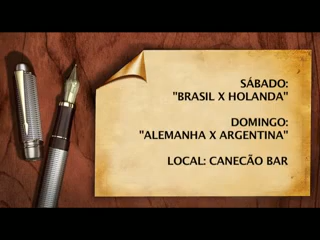 SÁBADO:
"BRASIL X HOLANDA"
DOMINGO:
"ALEMANHA X ARGENTINA"
LOCAL: CANECÃO BAR